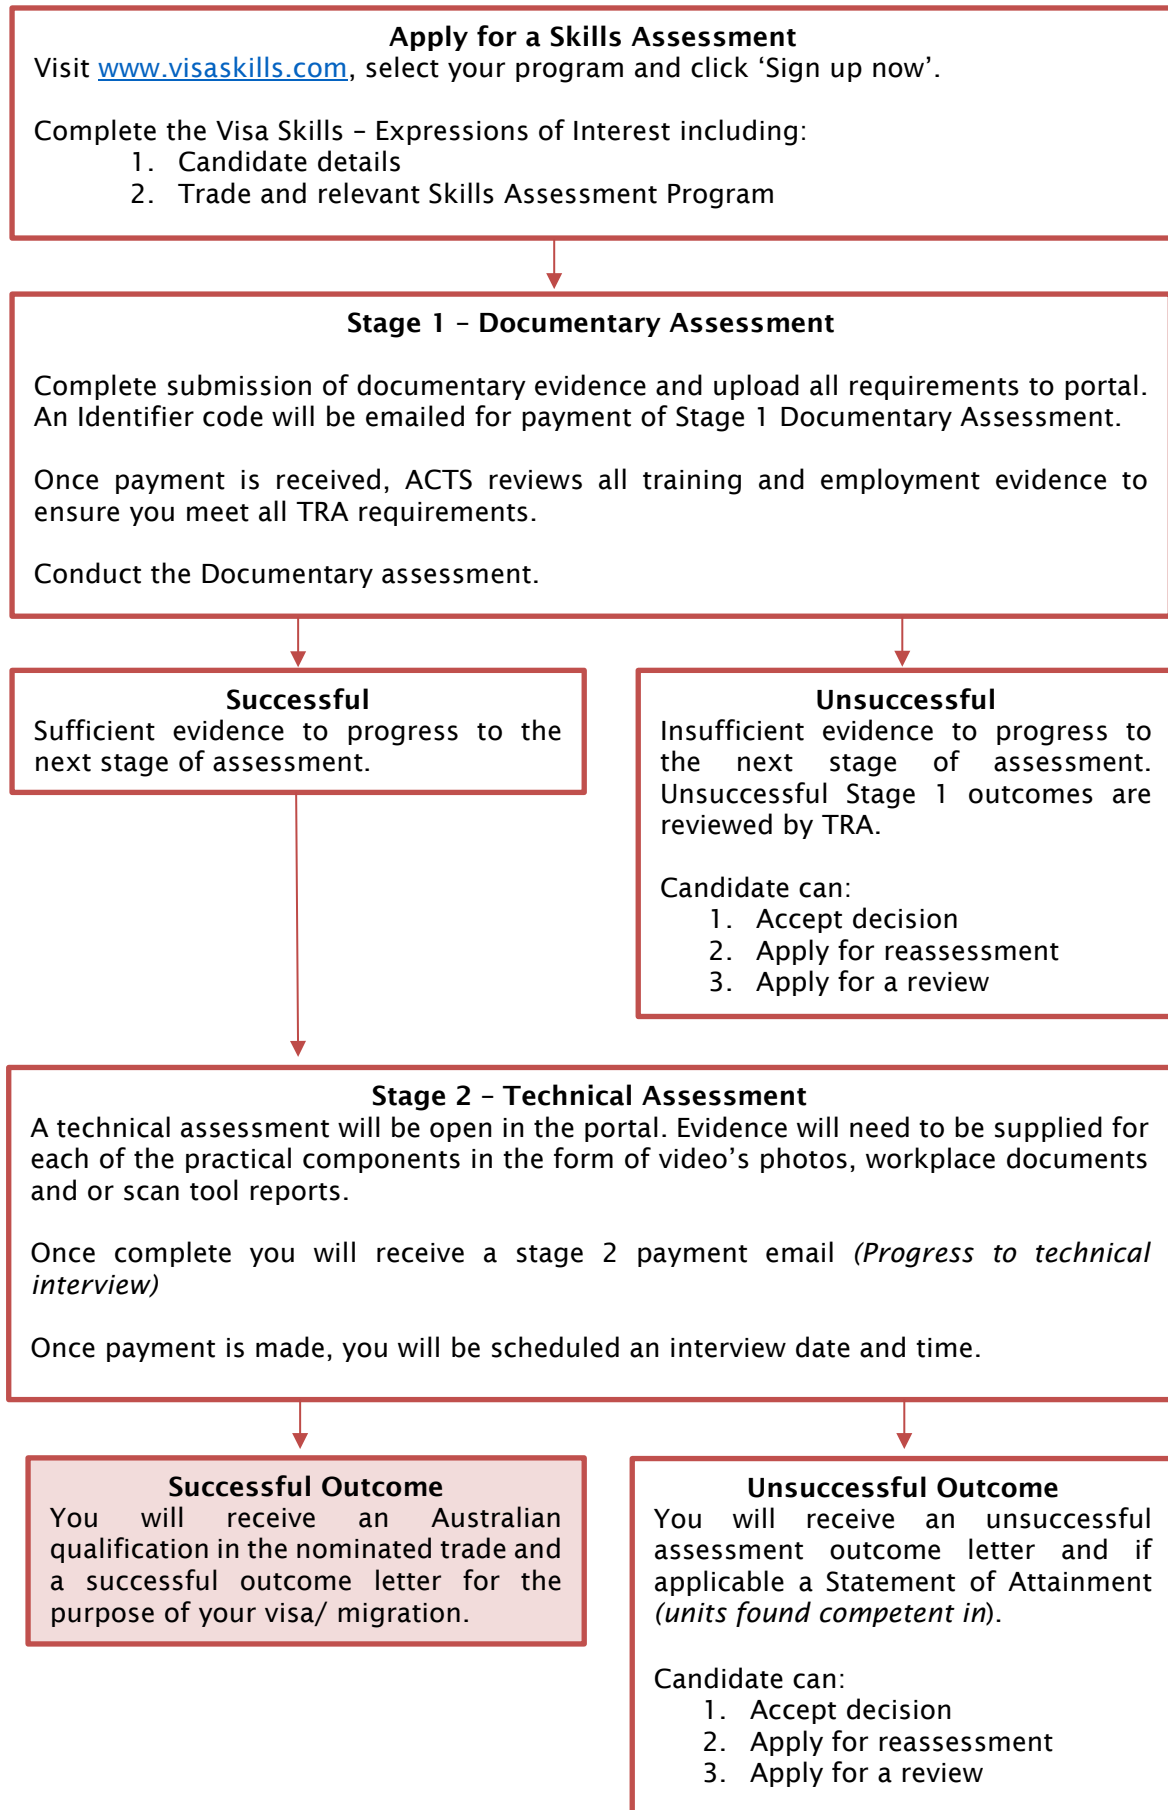 Apply for a Skills Assessment
Visit www.visaskills.com, select your program and click ‘Sign up now’.
Complete the Visa Skills – Expressions of Interest including:
1. Candidate details
2. Trade and relevant Skills Assessment Program
Stage 1 – Documentary Assessment
Complete submission of documentary evidence and upload all requirements to portal.
An Identifier code will be emailed for payment of Stage 1 Documentary Assessment.
Once payment is received, ACTS reviews all training and employment evidence to
ensure you meet all TRA requirements.
Conduct the Documentary assessment.
Successful
Sufficient evidence to progress to the
next stage of assessment.
Unsuccessful
Insufficient evidence to progress to
the next stage of assessment.
Unsuccessful Stage 1 outcomes are
reviewed by TRA.
Candidate can:
1. Accept decision
2. Apply for reassessment
3. Apply for a review
Stage 2 – Technical Assessment
A technical assessment will be open in the portal. Evidence will need to be supplied for
each of the practical components in the form of video’s photos, workplace documents
and or scan tool reports.
Once complete you will receive a stage 2 payment email (Progress to technical
interview)
Once payment is made, you will be scheduled an interview date and time.
Successful Outcome
You will receive an Australian
qualification in the nominated trade and
a successful outcome letter for the
purpose of your visa/ migration.
Unsuccessful Outcome
You will receive an unsuccessful
assessment outcome letter and if
applicable a Statement of Attainment
(units found competent in).
Candidate can:
1. Accept decision
2. Apply for reassessment
3. Apply for a review